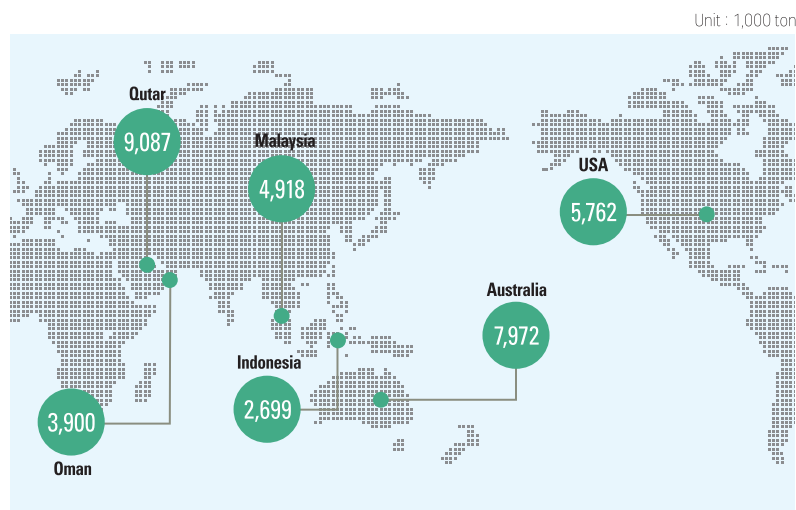 Unit : 1,000 ton
Qutar
9,087
Malaysia
4,918
USA
5,762
Australia
7,972
Indonesia
2,699
3,900
Oman